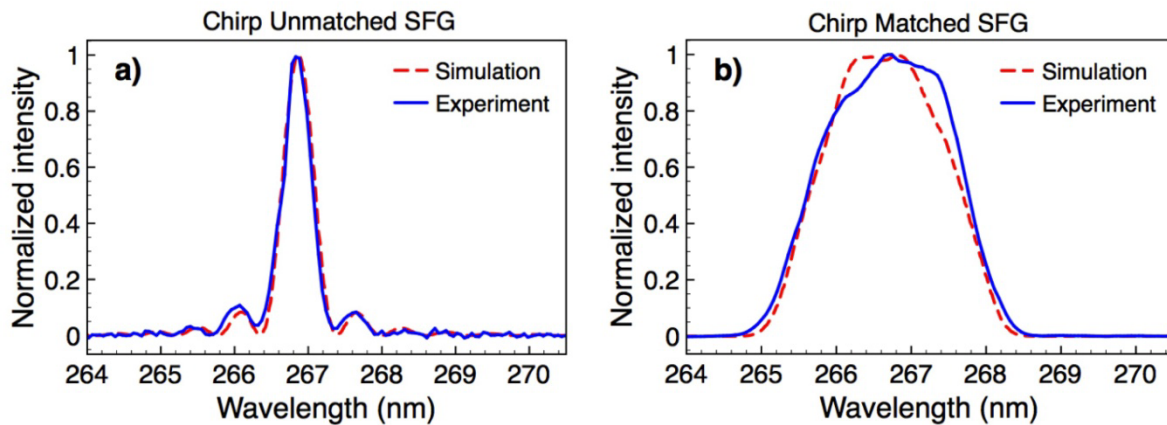 Chirp Unmatched SFG
a)
Simulation
Experiment
1
0.8
0.6
0.4
0.2
0
Normalized intensity
264 265 266 267 268 269 270
Wavelength (nm)
Chirp Matched SFG
b)
Simulation
Experiment
1
0.8
0.6
0.4
0.2
0
Normalized intensity
264 265 266 267 268 269 270
Wavelength (nm)